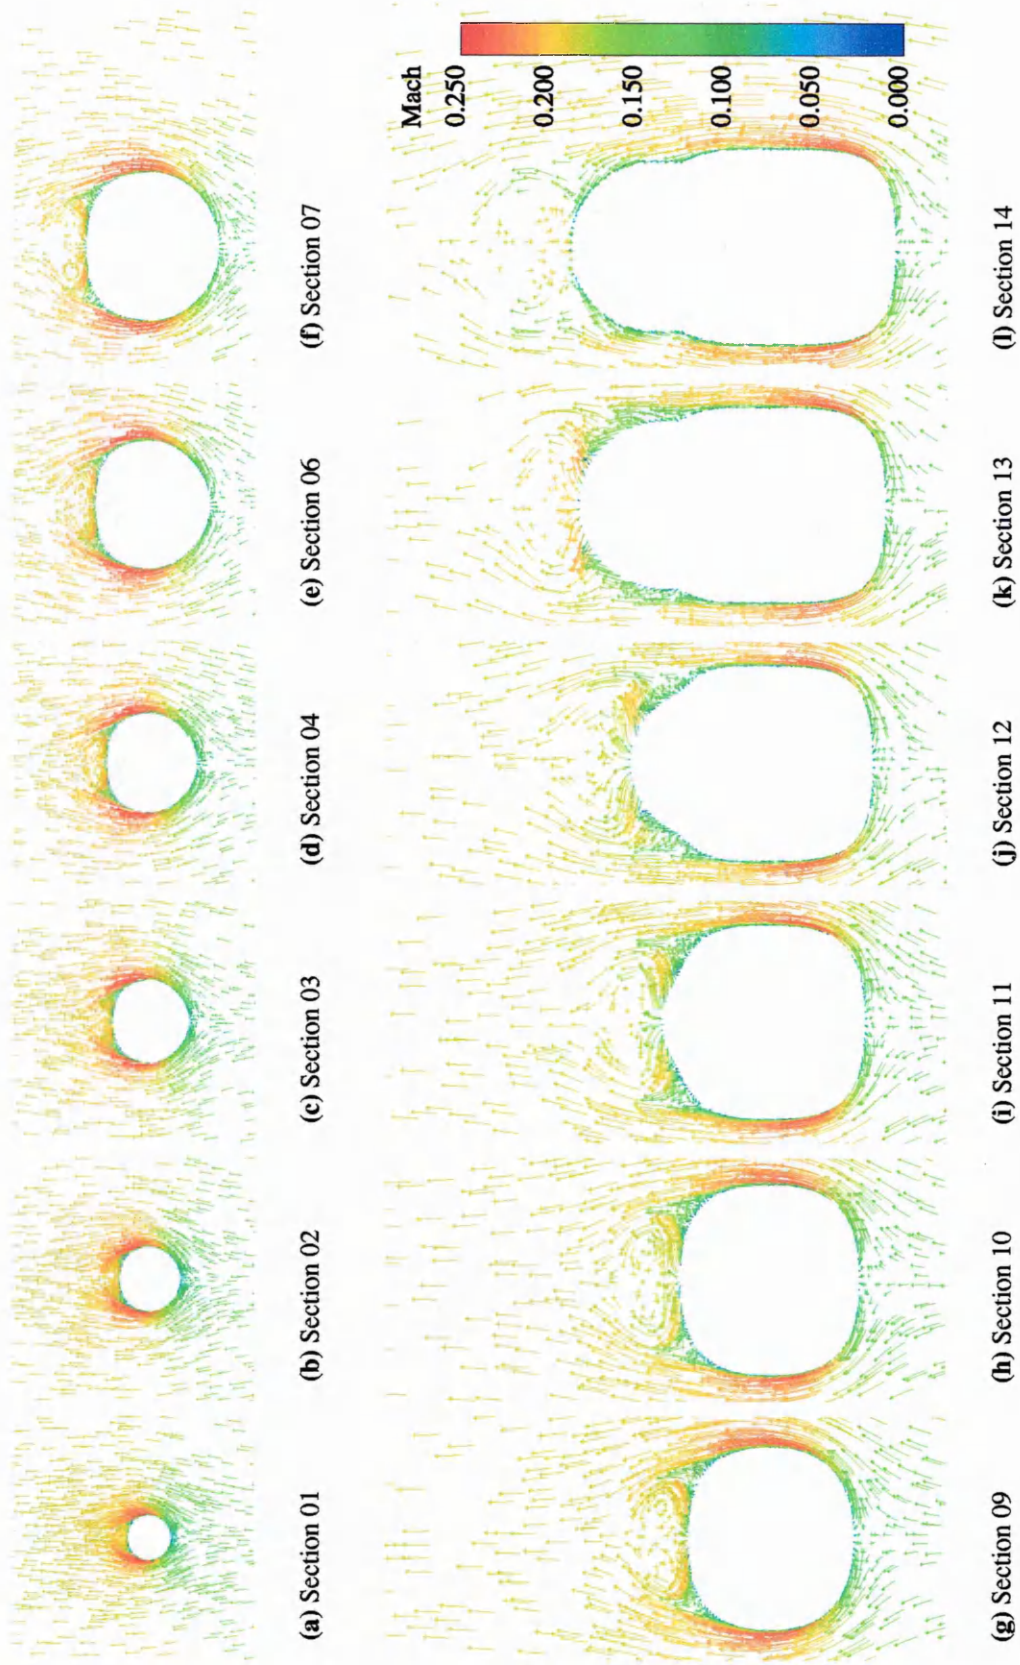 (a) Section 01
(b) Section 02
(c) Section 03
(d) Section 04
(e) Section 06
(f) Section 07
Mach
0.250
0.200
0.150
0.100
0.050
0.000
(g) Section 09
(h) Section 10
(i) Section 11
(j) Section 12
(k) Section 13
(l) Section 14